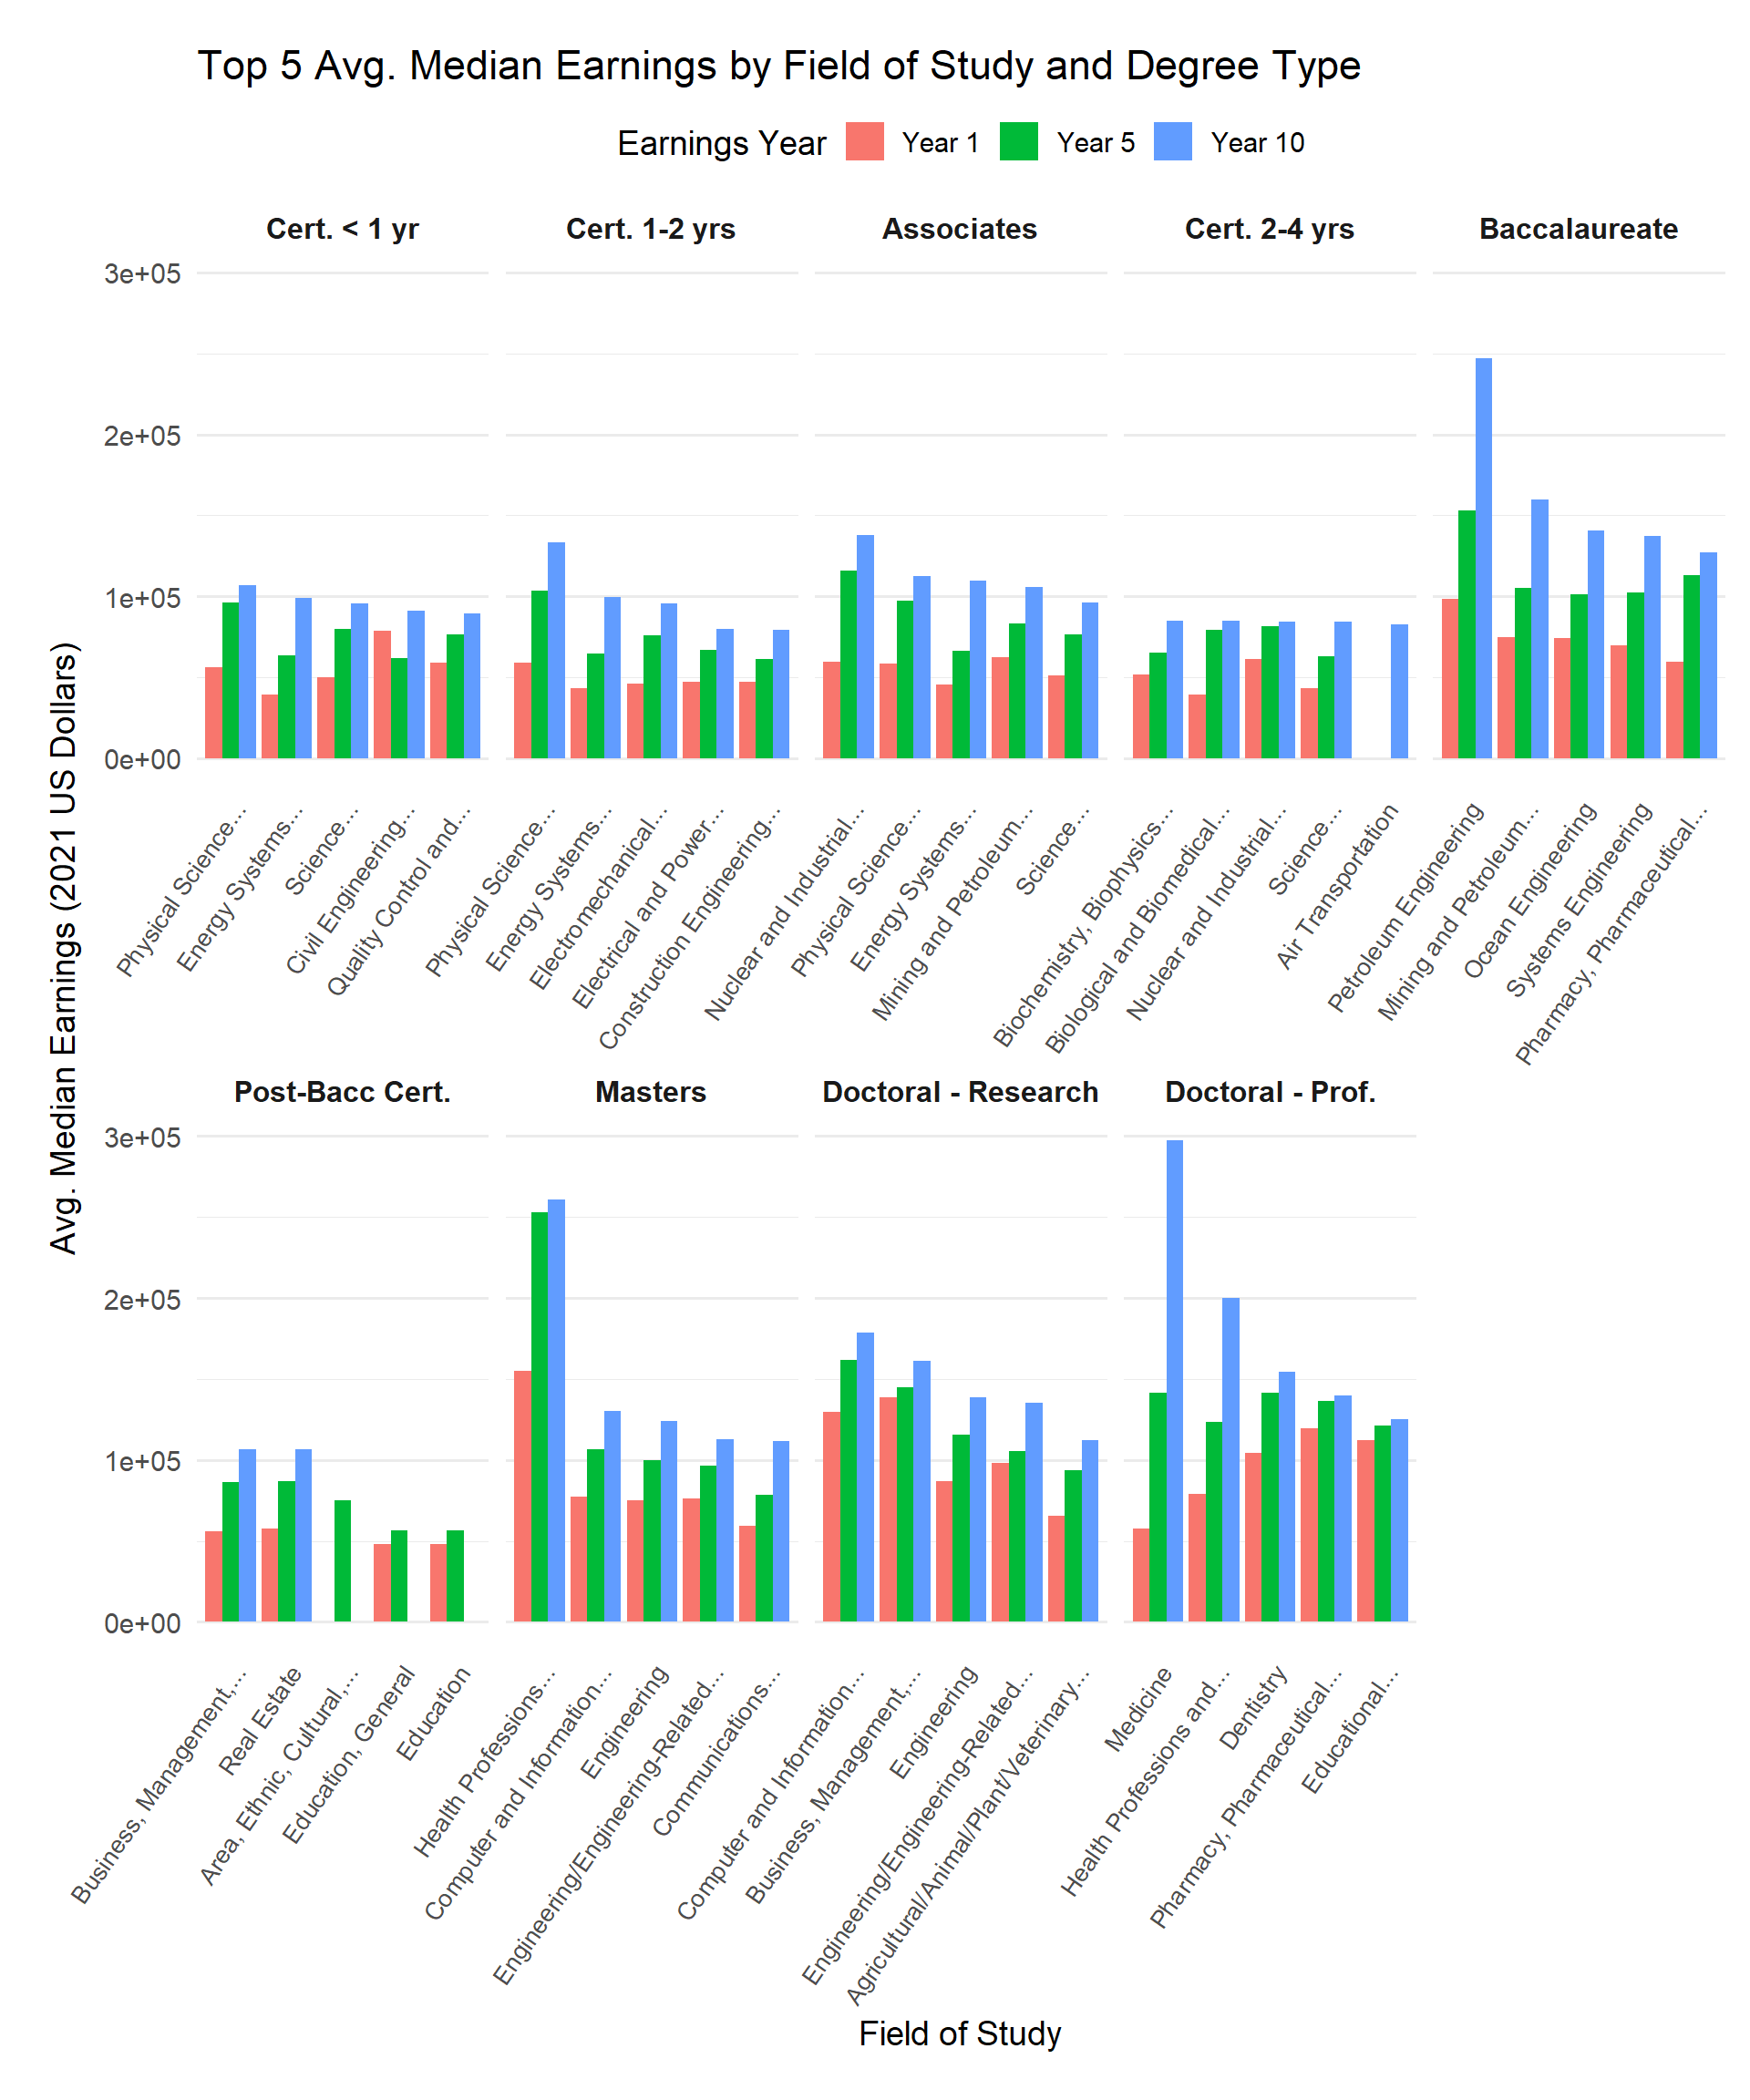 Top 5 Avg. Median Earnings by Field of Study and Degree Type
Earnings Year Year 1 Year 5 Year 10
Avg. Median Earnings (2021 US Dollars)
Cert. < 1 yr
Cert. 1-2 yrs
Associates
Cert. 2-4 yrs
Baccalaureate
3e+05
2e+05
1e+05
0e+00
Physical Science...
Energy Systems...
Science...
Civil Engineering...
Quality Control and...
Physical Science...
Energy Systems...
Electromechanical...
Electrical and Power...
Construction Engineering...
Nuclear and Industrial...
Physical Science...
Energy Systems...
Mining and Petroleum...
Science...
Biochemistry, Biophysics...
Biological and Biomedical...
Nuclear and Industrial...
Science...
Air Transportation
Petroleum Engineering
Mining and Petroleum...
Ocean Engineering
Systems Engineering
Pharmacy, Pharmaceutical...
Post-Bacc Cert.
Masters
Doctoral - Research
Doctoral - Prof.
3e+05
2e+05
1e+05
0e+00
Business, Management,...
Real Estate
Area, Ethnic, Cultural,...
Education, General
Education
Health Professions...
Computer and Information...
Engineering
Engineering/Engineering-Related...
Communications...
Computer and Information...
Business, Management,...
Engineering
Engineering/Engineering-Related...
Agricultural/Animal/Plant/Veterinary...
Medicine
Health Professions and...
Dentistry
Pharmacy, Pharmaceutical...
Educational...
Field of Study